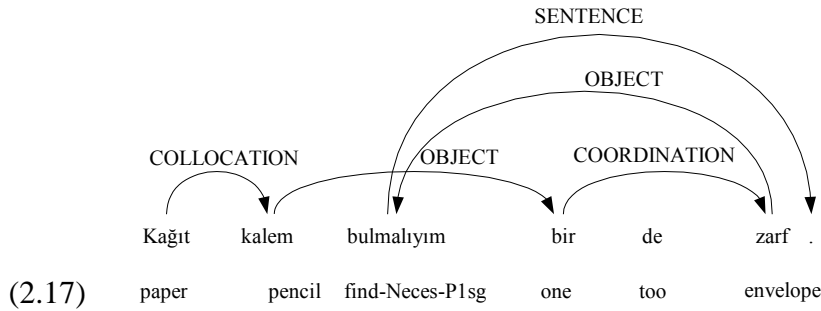 SENTENCE
OBJECT
COLLOCATION OBJECT COORDINATION
Kağıt kalem bulmalıyım bir de zarf .
(2.17) paper pencil find-Neces-P1sg one too envelope